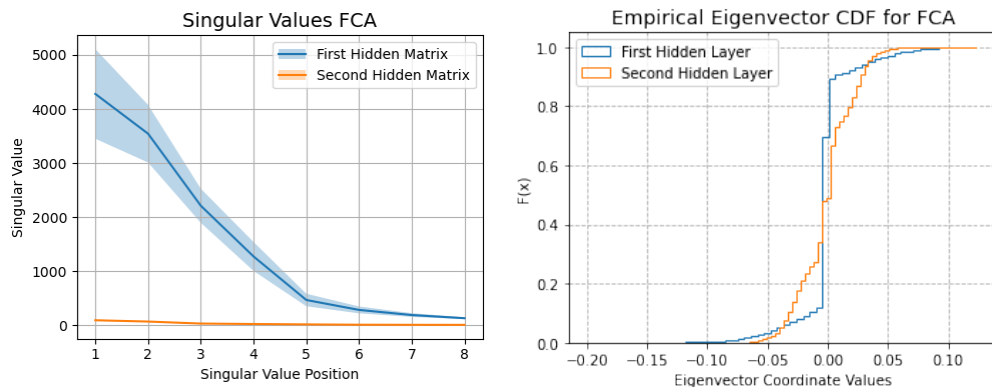 Singular Values FCA
Singular Value
5000
4000
3000
2000
1000
0
First Hidden Matrix
Second Hidden Matrix
1 2 3 4 5 6 7 8
Singular Value Position
Empirical Eigenvector CDF for FCA
F(x)
1.0
0.8
0.6
0.4
0.2
0.0
First Hidden Layer
Second Hidden Layer
−0.20 −0.15 −0.10 −0.05 0.00 0.05 0.10
Eigenvector Coordinate Values